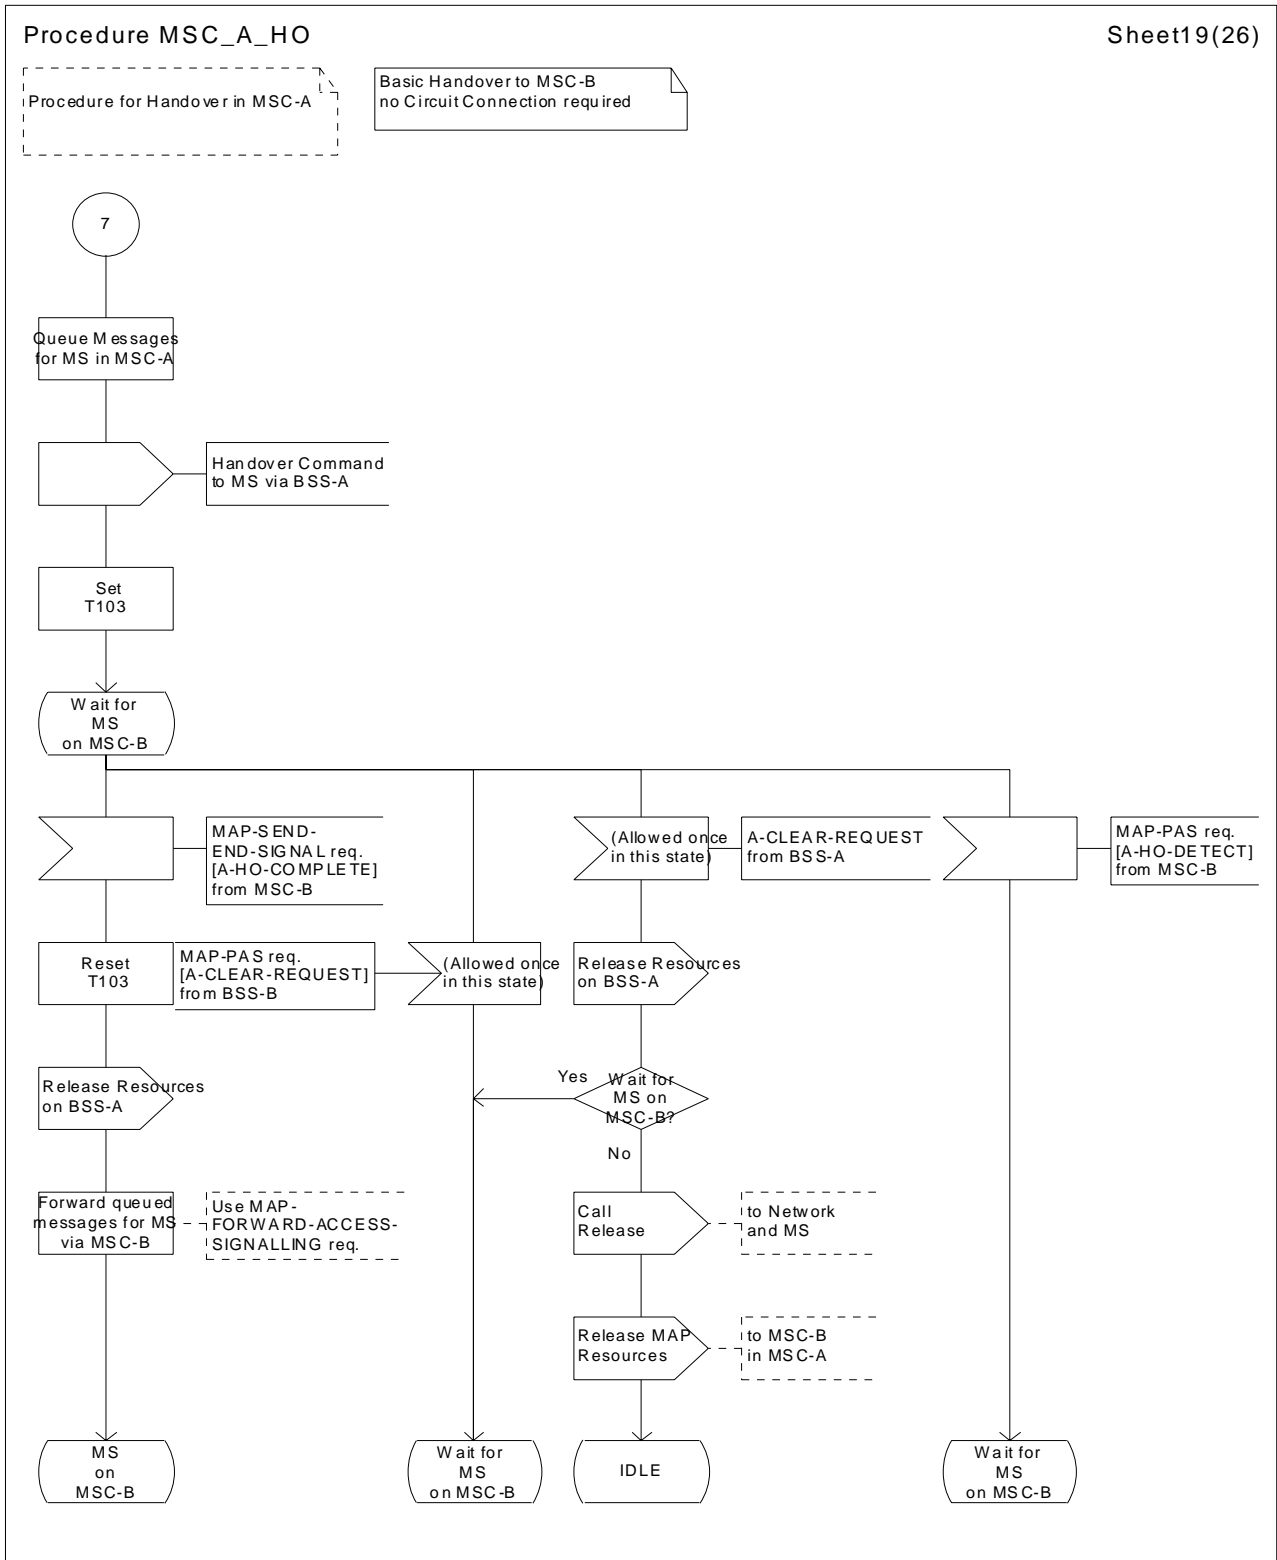 Procedure MSC_A_HO
Sheet19(26)
Procedure for Handover in MSC-A
Basic Handover to MSC-B
no Circuit Connection required
7
Queue Messages
for MS in MSC-A
Handover Command
to MS via BSS-A
Set
T103
Wait for
MS
on MSC-B
MAP-SEND-
END-SIGNAL req.
[A-HO-COMPLETE]
from MSC-B
(Allowed once
in this state)
A-CLEAR-REQUEST
from BSS-A
MAP-PAS req.
[A-HO-DETECT]
from MSC-B
Reset
T103
MAP-PAS req.
[A-CLEAR-REQUEST]
from BSS-B
(Allowed once
in this state)
Release Resources
on BSS-A
Release Resources
on BSS-A
Yes
Wait for
MS on
MSC-B?
No
Forward queued
messages for MS
via MSC-B
Use MAP-
FORWARD-ACCESS-
SIGNALLING req.
Call
Release
to Network
and MS
Release MAP
Resources
to MSC-B
in MSC-A
MS
on
MSC-B
Wait for
MS
on MSC-B
IDLE
Wait for
MS
on MSC-B